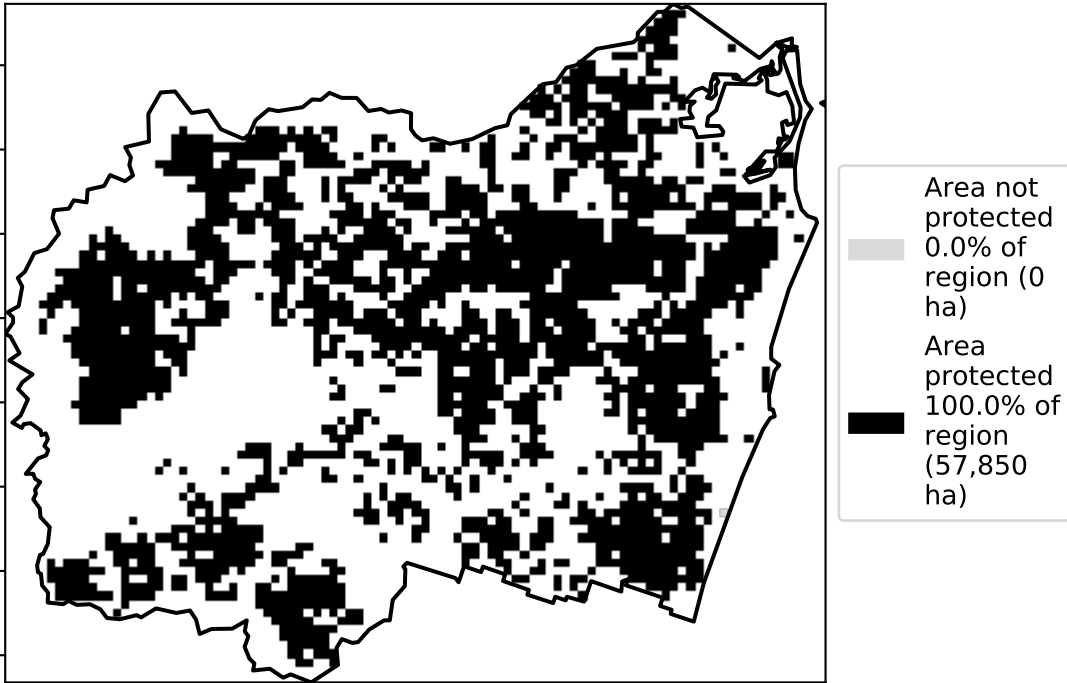 Area not
protected
0.0% of
region (0
ha)
Area
protected
100.0% of
region
(57,850
ha)